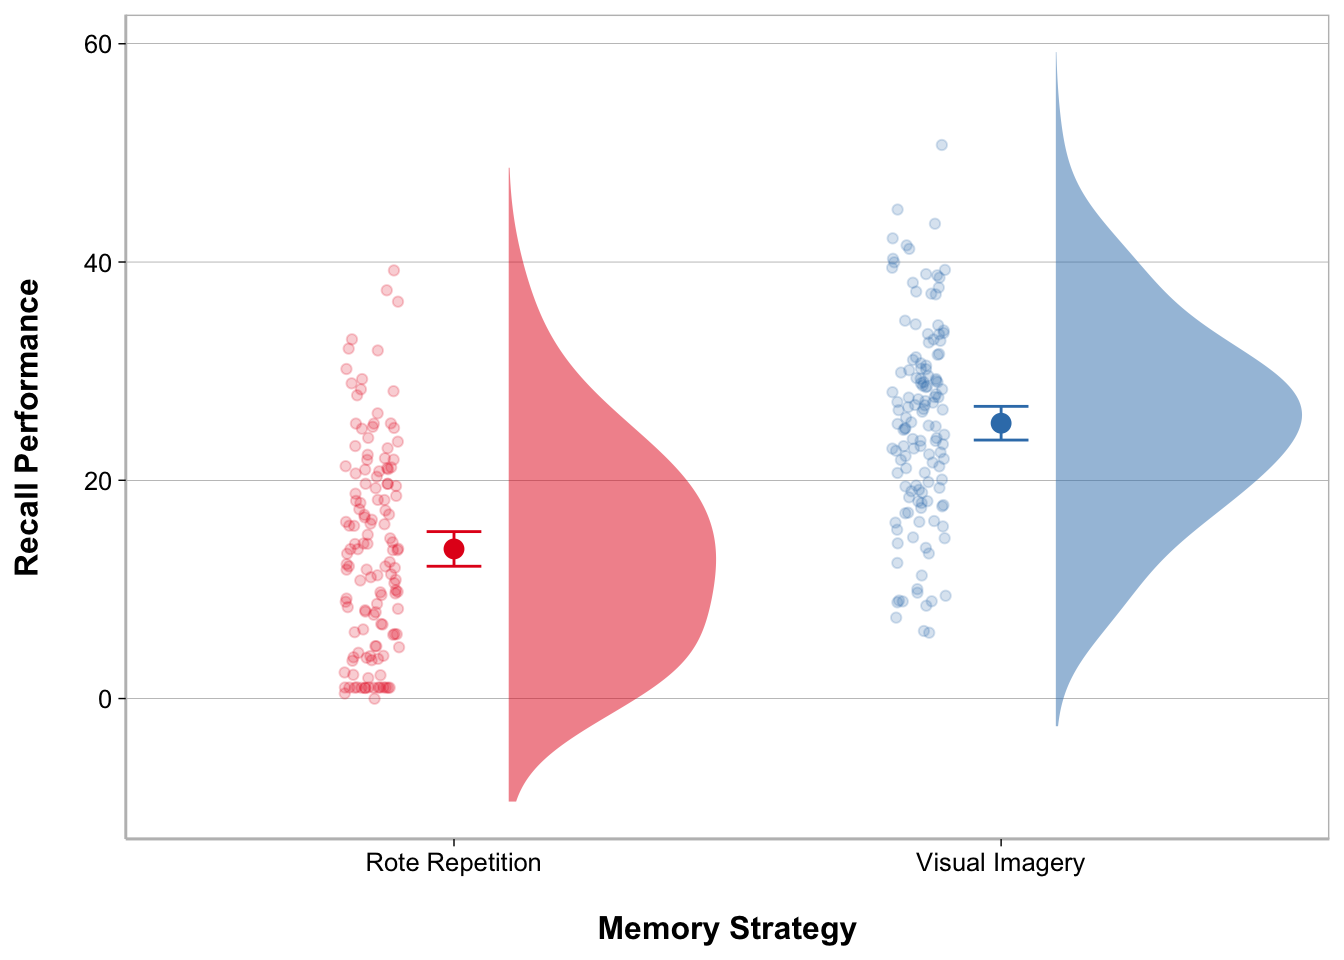 60
40
20
0
Recall Performance
Rote Repetition
Visual Imagery
Memory Strategy